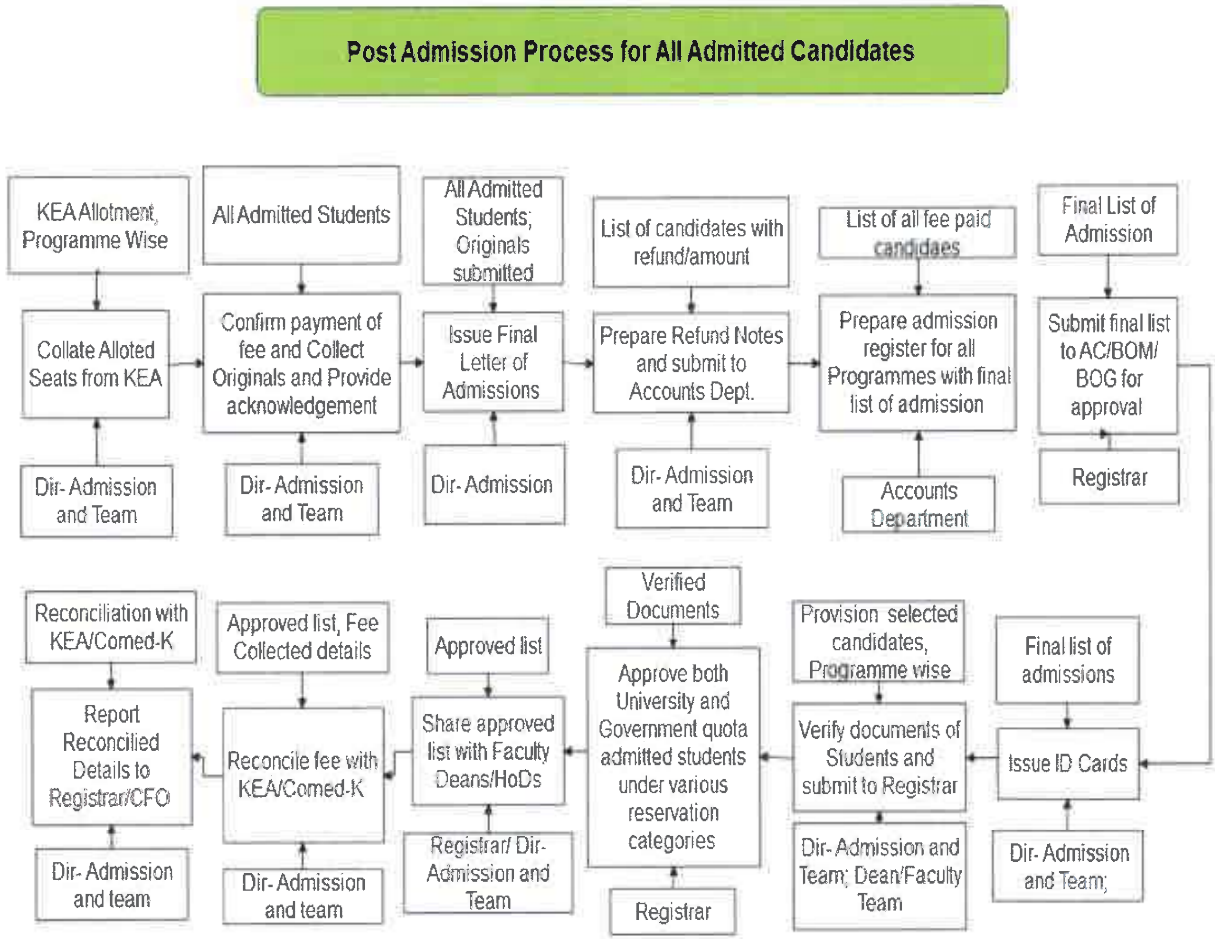 Post Admission Process for All Admitted Candidates
KEA Allotment,
Programme Wise
All Admitted Students
All Admitted
Students;
Originals
submitted
List of candidates with
refund/amount
List of all fee paid
candidaes
Final List of
Admission
Collate Alloted
Seats from KEA
Confirm payment of
fee and Collect
Originals and Provide
acknowledgement
Issue Final
Letter of
Admissions
Prepare Refund Notes
and submit to
Accounts Dept.
Prepare admission
register for all
Programmes with final
list of admission
Submit final list
to AC/BOM/
BOG for
approval
Dir- Admission
and Team
Dir- Admission
and Team
Dir- Admission
Dir- Admission
and Team
Accounts
Department
Registrar
Reconciliation with
KEA/Comed-K
Approved list, Fee
Collected details
Approved list
Verified
Documents
Provision selected
candidates,
Programme wise
Final list of
admissions
Report
Reconcilied
Details to
Registrar/CFO
Reconcile fee with
KEA/Comed-K
Share approved
list with Faculty
Deans/HoDs
Approve both
University and
Government quota
admitted students
under various
reservation
categories
Verify documents of
Students and
submit to Registrar
Issue ID Cards
Dir- Admission
and team
Dir- Admission
and team
Registrar/ Dir-
Admission and
Team
Registrar
Dir- Admission and
Team; Dean/Faculty
Team
Dir- Admission
and Team;